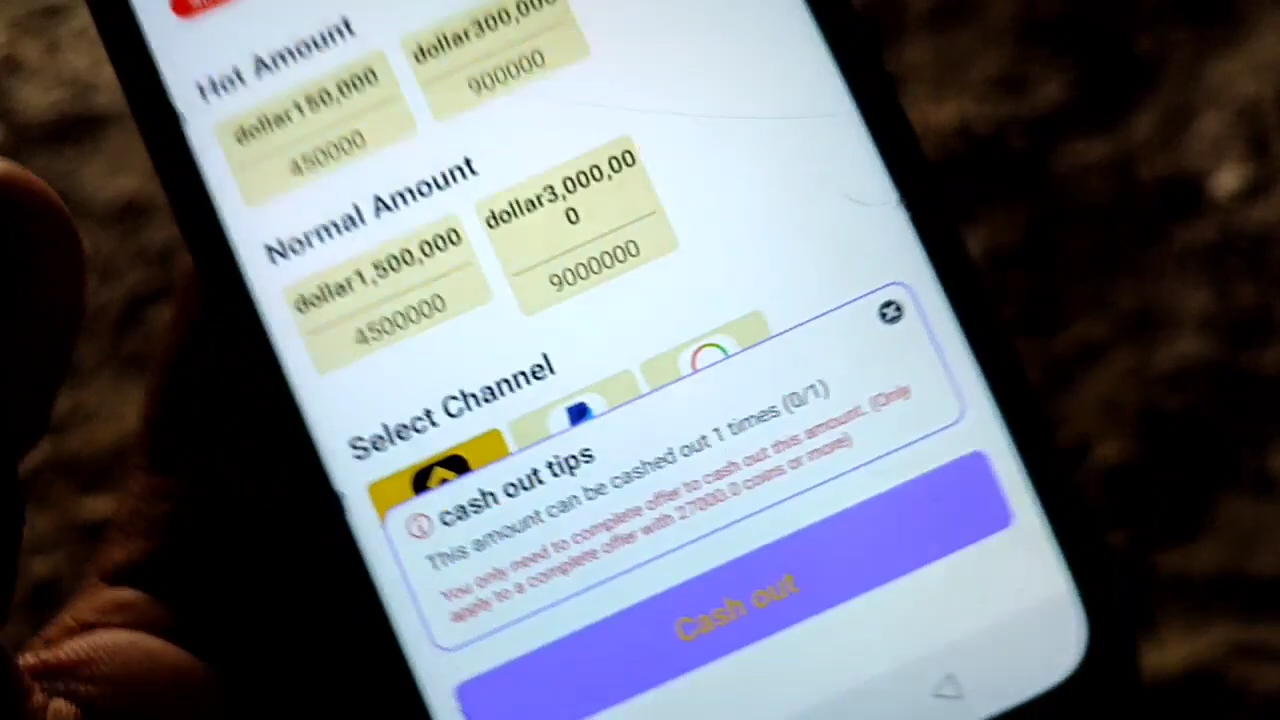 Hot Amount
dollar150,000
450000
dollar300,000
900000
Normal Amount
dollar1,500,000
4500000
dollar3,000,00
0
9000000
Select Channel
cash out tips
This amount can be cashed out 1 times (0/1)
You only need to complete offer to cash out this amount. (Only
apply to a complete offer with 27000.0 coins or more)
Cash out